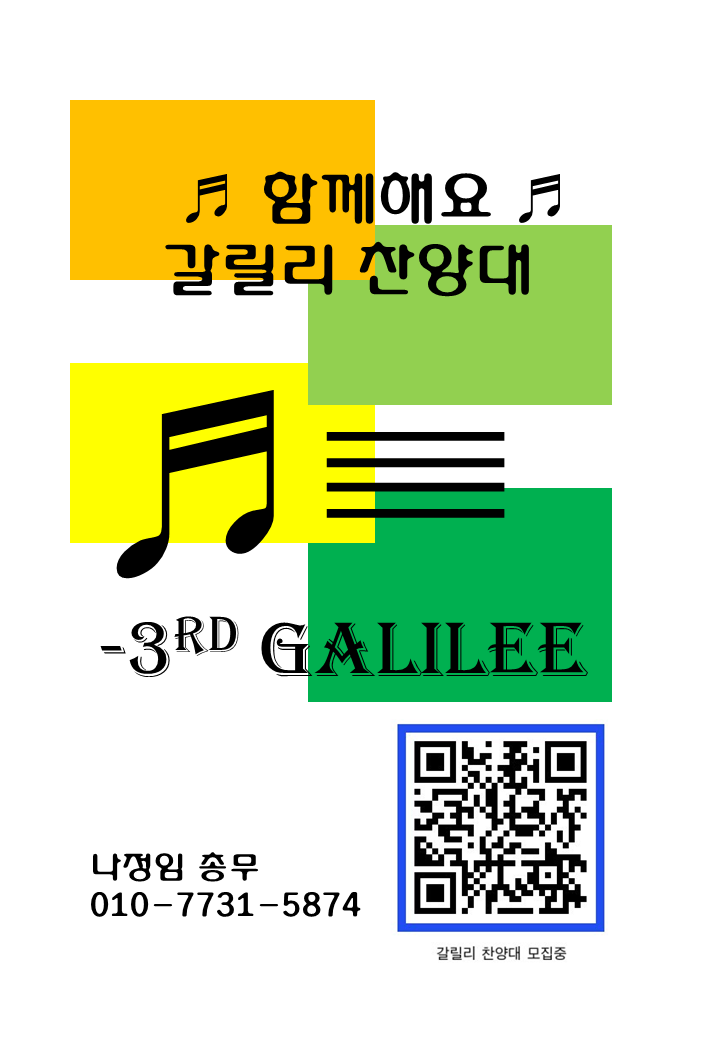 ♬ 함께해요 ♬
갈릴리 찬양대
-3RD GALILEE
나정임 총무
010-7731-5874
갈릴리 찬양대 모집중